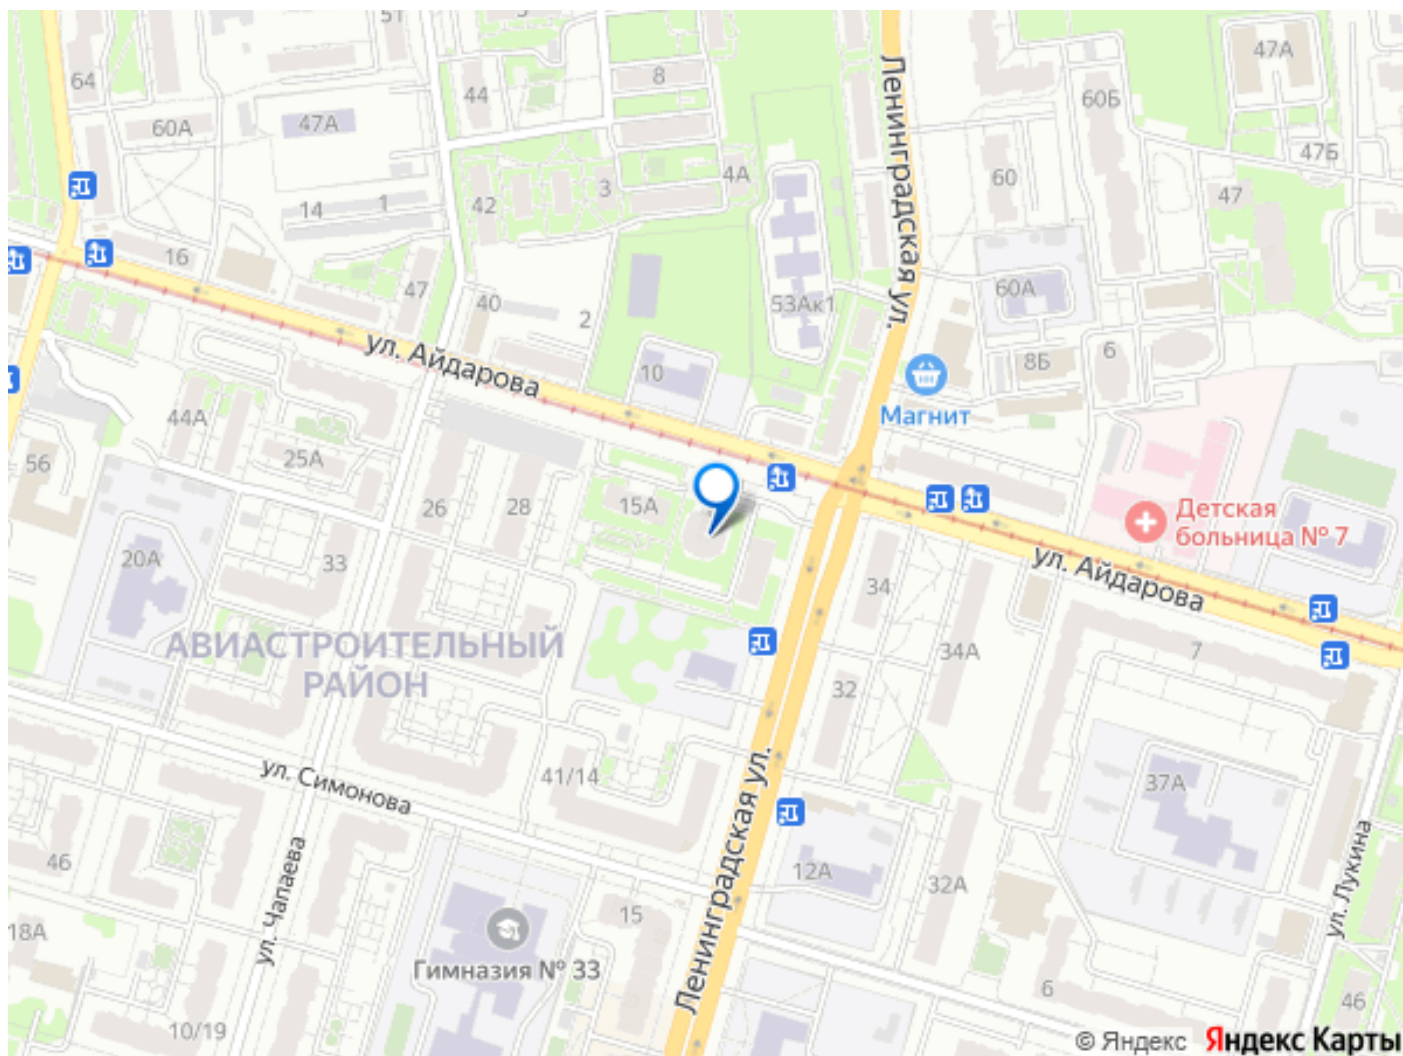 51
5
64
44
8
47А
60А
47А
60Б
Ленинградская ул.
47Б
4А
60
3
42
1
14
47
16
60А
53Ак1
47
40
2
ул. Айдарова
10
8Б
6
Магнит
44А
25А
56
15А
26
28
Детская
больница № 7
20А
33
ул. Айдарова
34
АВИАСТРОИТЕЛЬНЫЙ
РАЙОН
34А
7
32
ул. Симонова
41/14
37А
Ленинградская ул.
46
ул. Чапаева
12А
32А
ул. Лукина
15
18А
Гимназия № 33
6
46
10/19
© Яндекс Яндекс Карты